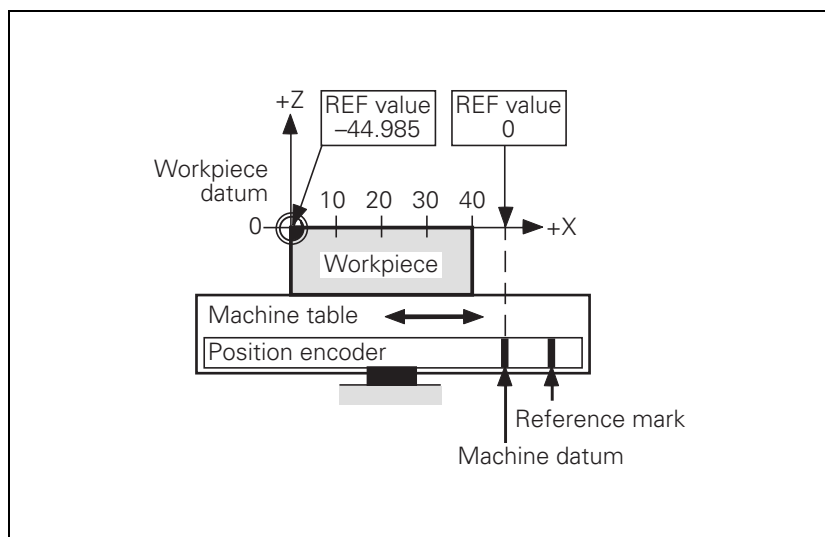 +Z
REF value
–44.985
REF value
0
Workpiece
datum
10 20 30 40
0
+X
Workpiece
Machine table
Position encoder
Reference mark
Machine datum